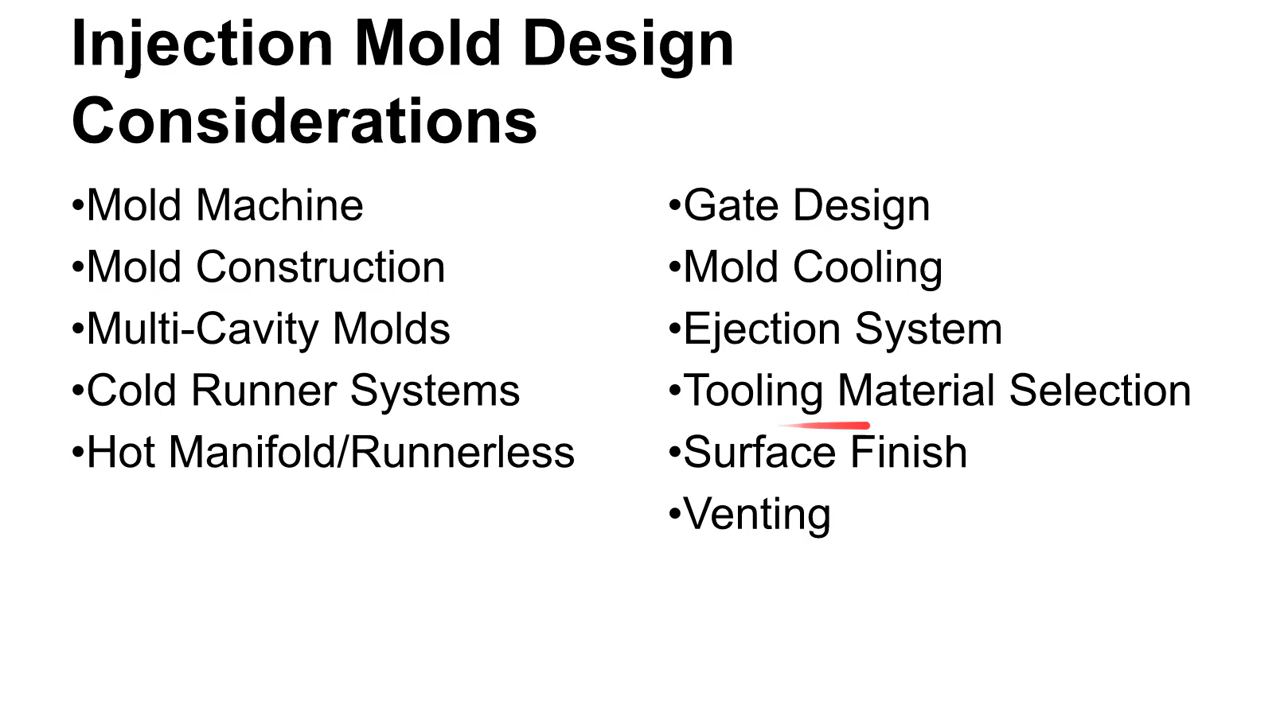 Injection Mold Design
Considerations
•Mold Machine
•Mold Construction
•Multi-Cavity Molds
•Cold Runner Systems
•Hot Manifold/Runnerless
•Gate Design
•Mold Cooling
•Ejection System
•Tooling Material Selection
•Surface Finish
•Venting